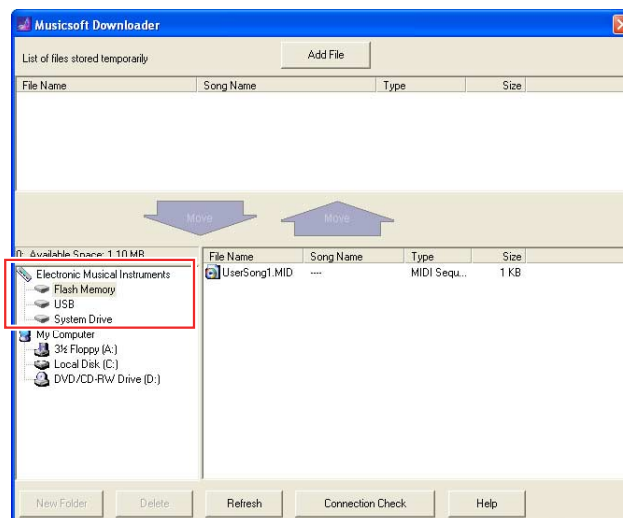 Musicsoft Downloader
List of files stored temporarily
Add File
File Name Song Name Type Size
Move Move
0: Available Space: 1.10 MB
Electronic Musical Instruments
Flash Memory
USB
System Drive
My Computer
3½ Floppy (A:)
Local Disk (C:)
DVD/CD-RW Drive (D:)
File Name Song Name Type Size
UserSong1.MID ---- MIDI Sequ... 1 KB
New Folder Delete Refresh Connection Check Help